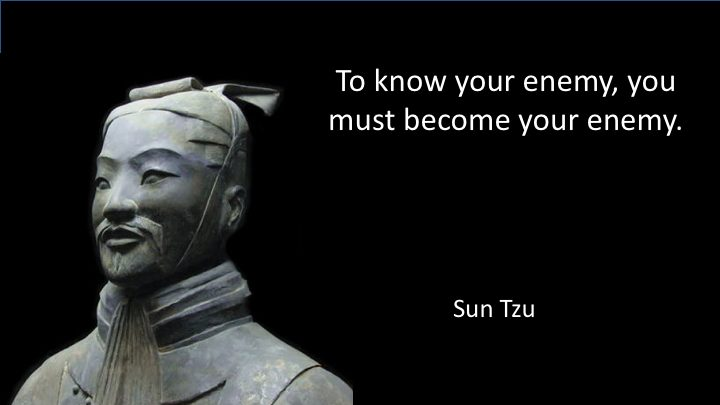 To know your enemy, you
must become your enemy.
Sun Tzu